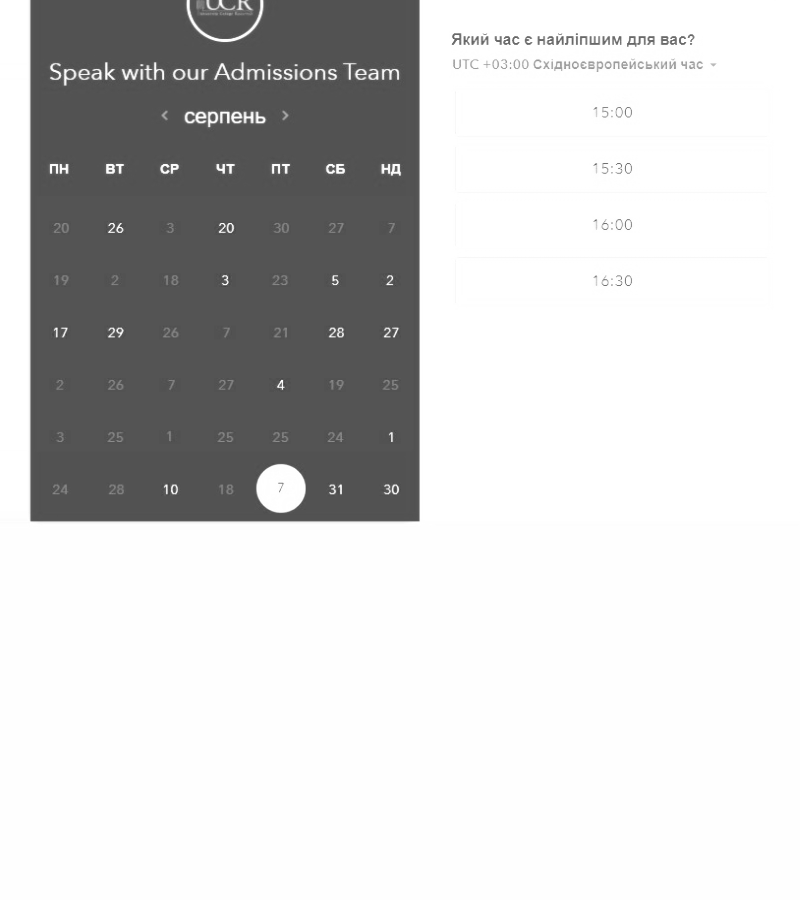 UCR
Speak with our Admissions Team
серпень
ПН ВТ СР ЧТ ПТ СБ НД
20 26 3 20 30 27 7
19 2 18 3 23 5 2
17 29 26 7 21 28 27
2 26 7 27 4 19 25
3 25 1 25 25 24 1
24 28 10 18 7 31 30
Який час є найліпшим для вас?
UTC +03:00 Східноєвропейський час
15:00
15:30
16:00
16:30